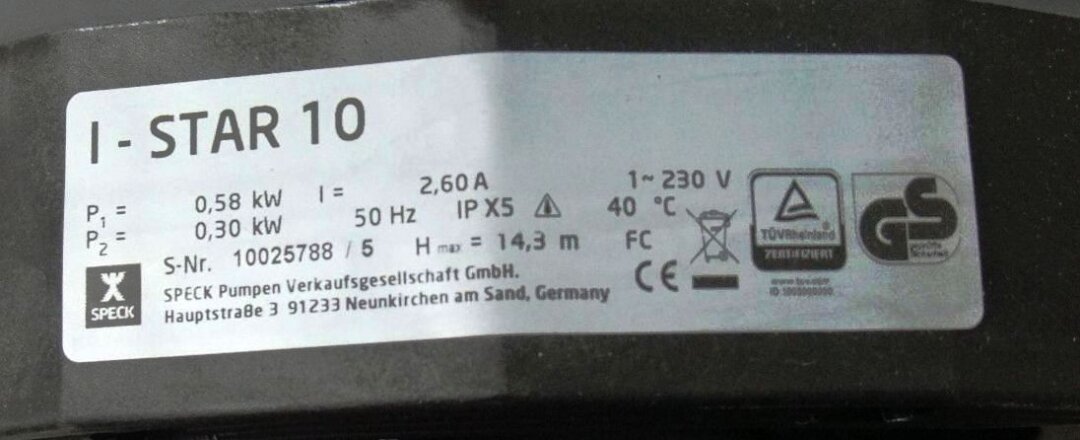 I - STAR 10
P1 = 0,58 kW I = 2,60 A 1~ 230 V
P2 = 0,30 kW 50 Hz IP X5 40 °C
S-Nr. 10025788 / 5 H max = 14,3 m FC
SPECK Pumpen Verkaufsgesellschaft GmbH.
Hauptstraße 3 91233 Neunkirchen am Sand, Germany
SPECK
CE
TÜVRheinland
ZERTIFIZIERT
GS